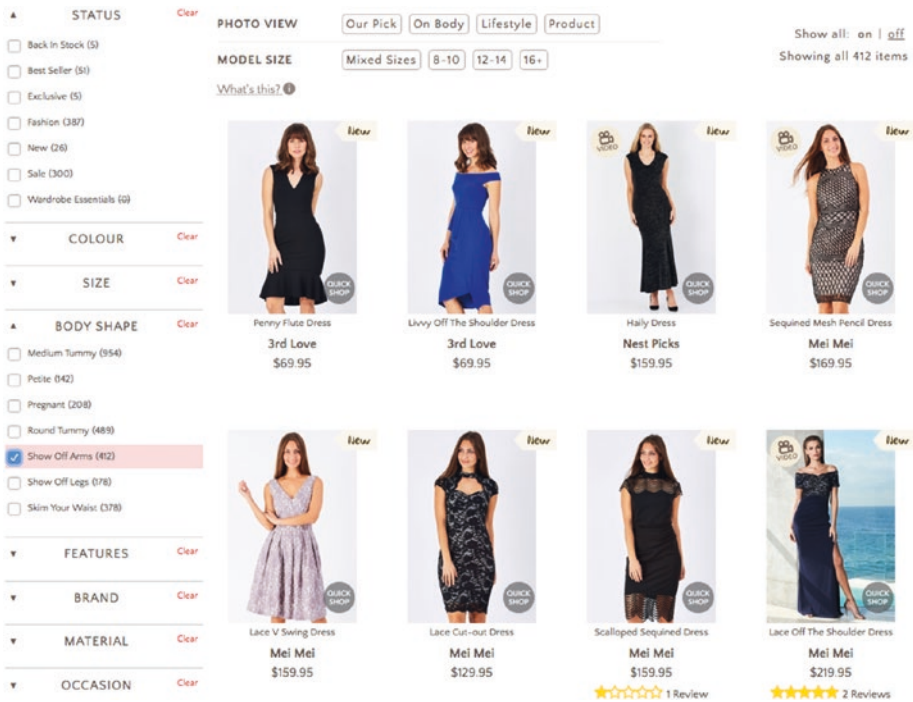 STATUS Clear
Back In Stock (5)
Best Seller (51)
Exclusive (5)
Fashion (387)
New (26)
Sale (300)
Wardrobe Essentials (0)
COLOUR Clear
SIZE Clear
BODY SHAPE Clear
Medium Tummy (954)
Petite (142)
Pregnant (208)
Round Tummy (489)
Show Off Arms (412)
Show Off Legs (178)
Skim Your Waist (378)
FEATURES Clear
BRAND Clear
MATERIAL Clear
OCCASION Clear
PHOTO VIEW Our Pick On Body Lifestyle Product
MODEL SIZE Mixed Sizes 8-10 12-14 16+
What's this? i
Show all: on | off
Showing all 412 items
New
QUICK
SHOP
Penny Flute Dress
3rd Love
$69.95
New
QUICK
SHOP
Livvy Off The Shoulder Dress
3rd Love
$69.95
VIDEO
New
QUICK
SHOP
Haily Dress
Nest Picks
$159.95
VIDEO
New
QUICK
SHOP
Sequined Mesh Pencil Dress
Mei Mei
$169.95
New
QUICK
SHOP
Lace V Swing Dress
Mei Mei
$159.95
New
QUICK
SHOP
Lace Cut-out Dress
Mei Mei
$129.95
New
QUICK
SHOP
Scalloped Sequined Dress
Mei Mei
$159.95
1 Review
VIDEO
New
QUICK
SHOP
Lace Off The Shoulder Dress
Mei Mei
$219.95
2 Reviews